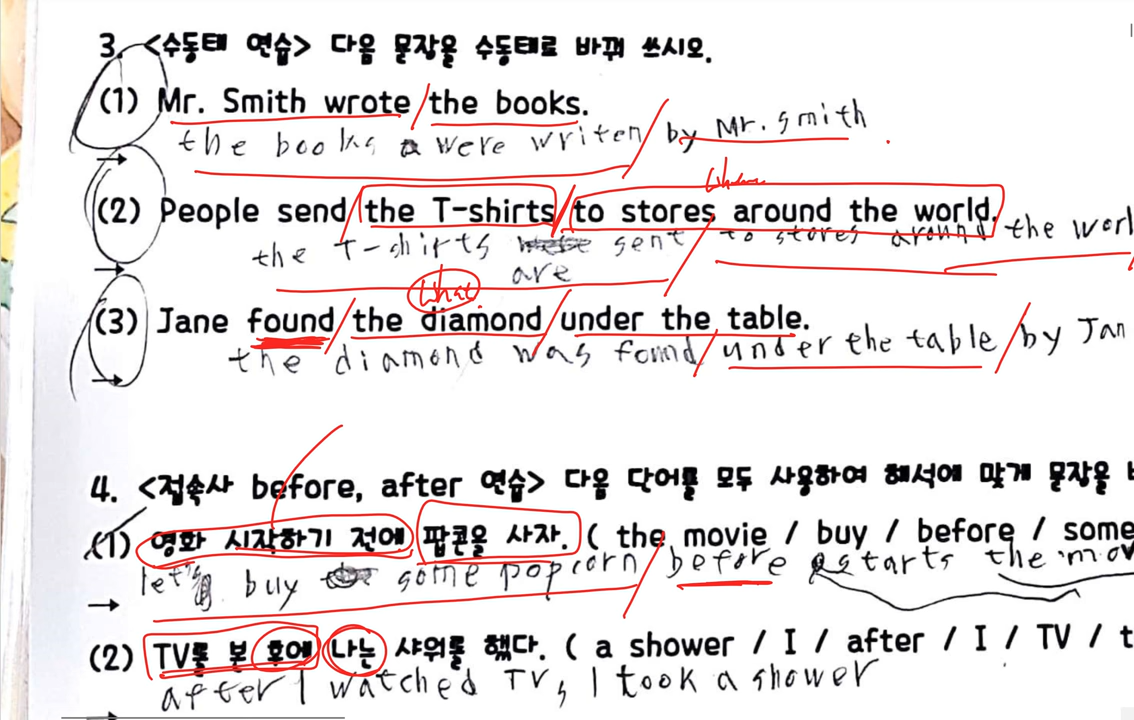 3. <수동태 연습> 다음 문장을 수동태로 바꿔 쓰시오.
(1) Mr. Smith wrote / the books.
the books were writen / by Mr. smith.
(2) People send / the T-shirts / to stores around the world.
the T-shirts sent / to stores around the worl
are
what
(3) Jane found / the diamond / under the table.
the diamond was found / under the table / by Jan
4. <접속사 before, after 연습> 다음 단어를 모두 사용하여 해석에 맞게 문장을
(1) 영화 시작하기 전에 팝콘을 사자. ( the movie / buy / before / some
let's buy some popcorn / before starts the mov
(2) TV를 본 후에 나는 샤워를 했다. ( a shower / I / after / I / TV / t
after I watched TV, I took a shower